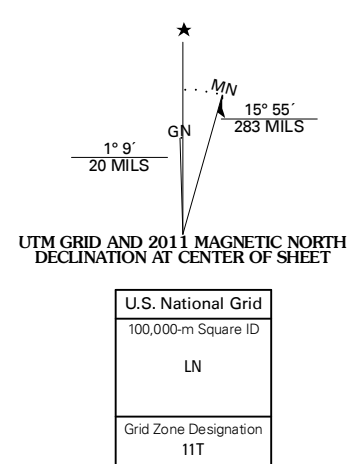 MN
15° 55´
283 MILS
GN
1° 9´
20 MILS
UTM GRID AND 2011 MAGNETIC NORTH
DECLINATION AT CENTER OF SHEET
U.S. National Grid
100,000-m Square ID
LN
Grid Zone Designation
11T